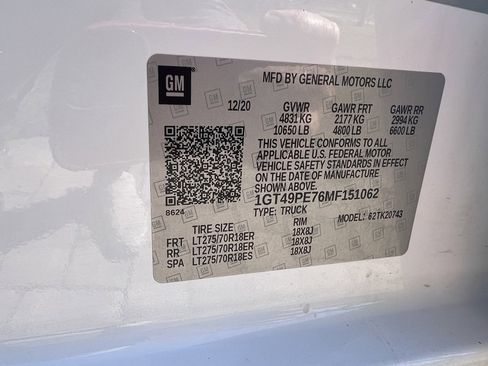 GM
MFD BY GENERAL MOTORS LLC
12/20 GVWR GAWR FRT GAWR RR
4831 KG 2177 KG 2994 KG
10650 LB 4800 LB 6600 LB
THIS VEHICLE CONFORMS TO ALL
APPLICABLE U.S. FEDERAL MOTOR
VEHICLE SAFETY STANDARDS IN EFFECT
ON THE DATE OF MANUFACTURE
SHOWN ABOVE.
1GT49PE76MF151062
8624 TYPE: TRUCK MODEL: 62TK20743
TIRE SIZE RIM
FRT LT275/70R18ER 18X8J
RR LT275/70R18ER 18X8J
SPA LT275/70R18ES 18X8J